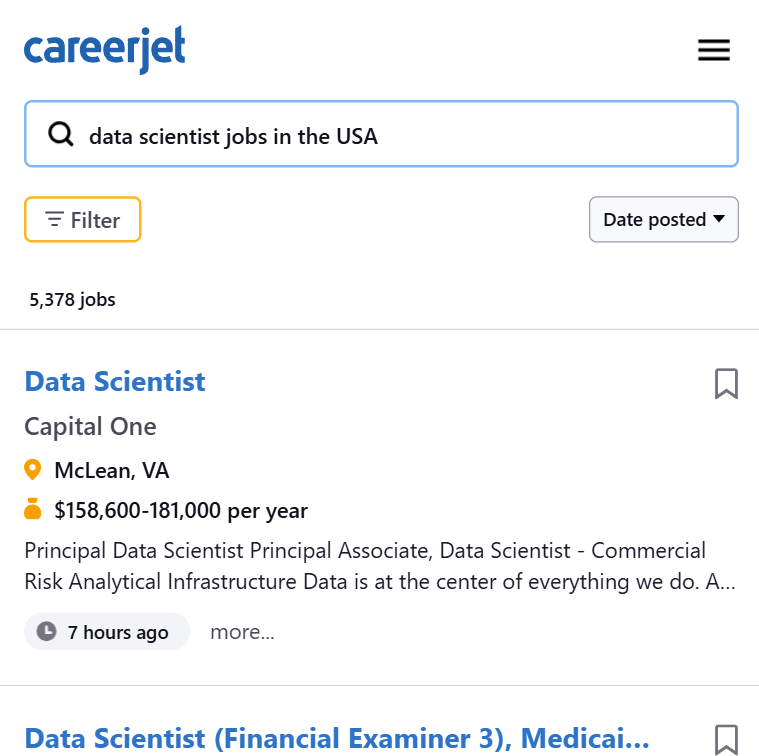 careerjet
data scientist jobs in the USA
Filter
Date posted
5,378 jobs
Data Scientist
Capital One
McLean, VA
$158,600-181,000 per year
Principal Data Scientist Principal Associate, Data Scientist - Commercial
Risk Analytical Infrastructure Data is at the center of everything we do. A...
7 hours ago more...
Data Scientist (Financial Examiner 3), Medicai...